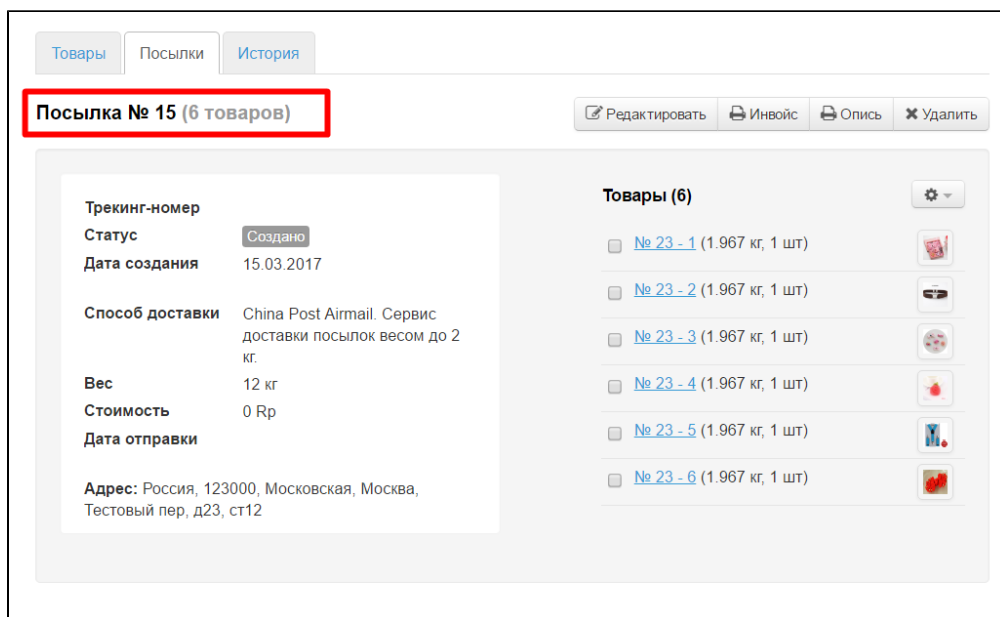 Товары Посылки История
Посылка № 15 (6 товаров)
Редактировать Инвойс Опись Удалить
Трекинг-номер
Статус Создано
Дата создания 15.03.2017
Способ доставки China Post Airmail. Сервис
доставки посылок весом до 2
кг.
Вес 12 кг
Стоимость 0 Rp
Дата отправки
Адрес: Россия, 123000, Московская, Москва,
Тестовый пер, д23, ст12
Товары (6)
№ 23 - 1 (1.967 кг, 1 шт)
№ 23 - 2 (1.967 кг, 1 шт)
№ 23 - 3 (1.967 кг, 1 шт)
№ 23 - 4 (1.967 кг, 1 шт)
№ 23 - 5 (1.967 кг, 1 шт)
№ 23 - 6 (1.967 кг, 1 шт)